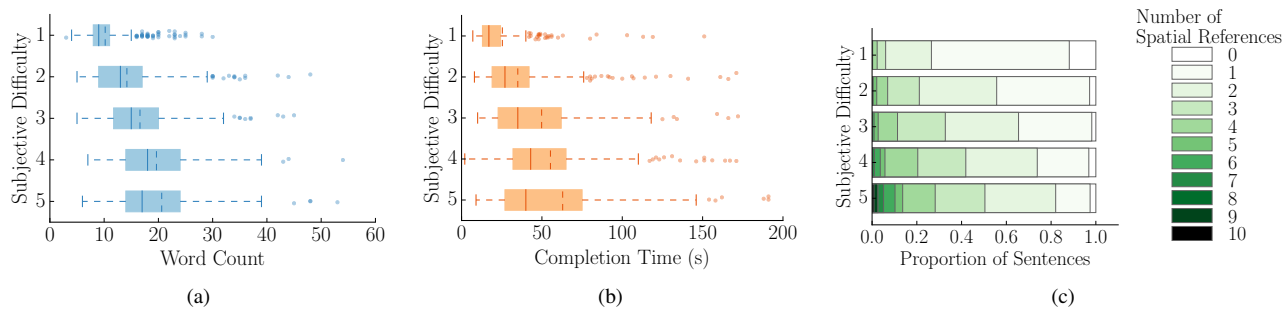 Subjective Difficulty
1
2
3
4
5
0 10 20 30 40 50 60
Word Count
(a)
Subjective Difficulty
1
2
3
4
5
0 50 100 150 200
Completion Time (s)
(b)
Subjective Difficulty
1
2
3
4
5
0.0 0.2 0.4 0.6 0.8 1.0
Proportion of Sentences
(c)
Number of
Spatial References
0
1
2
3
4
5
6
7
8
9
10